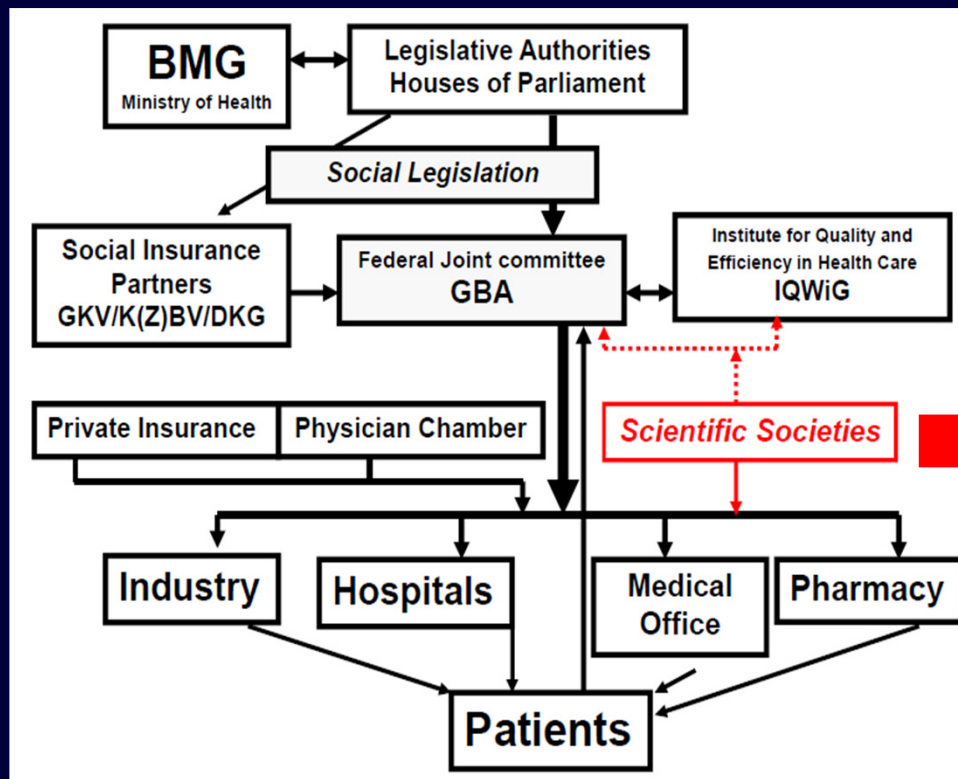 BMG
Ministry of Health
Legislative Authorities
Houses of Parliament
Social Legislation
Social Insurance
Partners
GKV/K(Z)BV/DKG
Federal Joint committee
GBA
Institute for Quality and
Efficiency in Health Care
IQWiG
Private Insurance
Physician Chamber
Scientific Societies
Industry
Hospitals
Medical
Office
Pharmacy
Patients